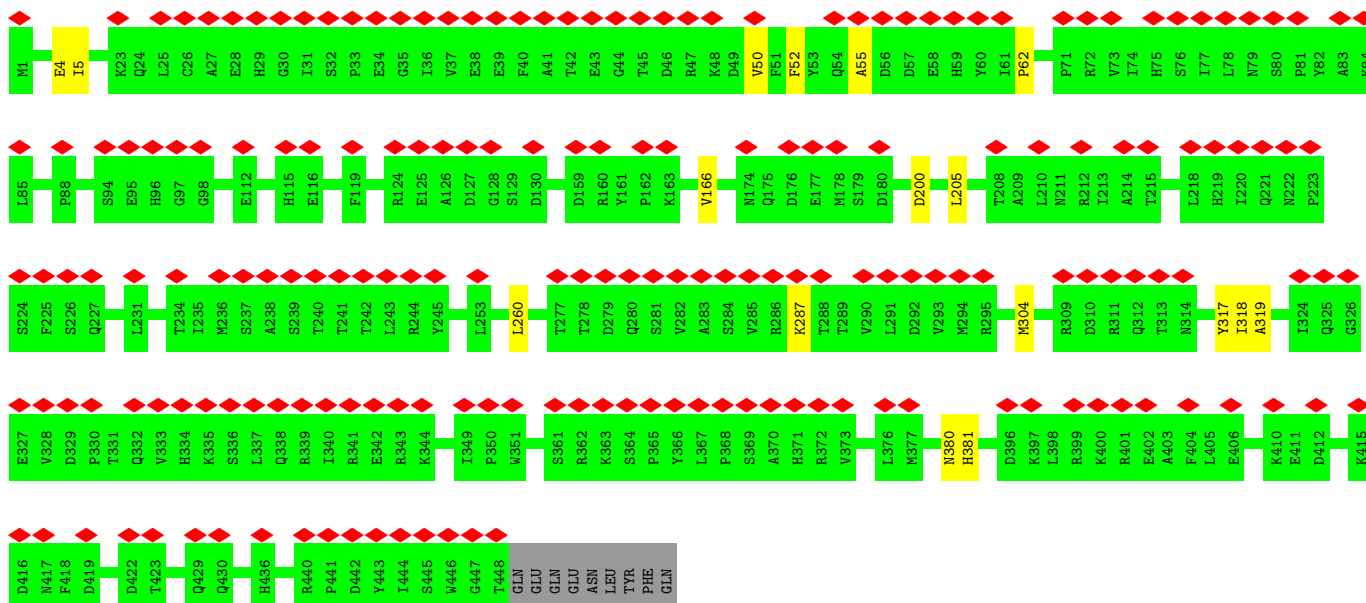 M1 E4 I5 K23 Q24 L25 C26 A27 E28 H29 G30 I31 S32 P33 E34 G35 I36 V37 E38 E39 F40 A41 T42 E43 G44 T45 D46 R47 K48 D49 V50 F51 F52 Y53 Q54 A55 D56 D57 E58 H59 Y60 I61 P62 P71 R72 V73 I74 H75 S76 I77 L78 N79 S80 P81 Y82 A83 K84
L85 P88 S94 E95 H96 G97 G98 E112 H115 E116 F119 R124 E125 A126 D127 G128 S129 D130 D159 R160 Y161 P162 K163 V166 N174 Q175 D176 E177 M178 S179 D180 D200 L205 T208 A209 L210 N211 R212 I213 A214 T215 L218 H219 I220 Q221 N222 P223
S224 F225 S226 Q227 L231 T234 I235 M236 S237 A238 S239 T240 T241 T242 L243 R244 Y245 L253 L260 T277 T278 D279 Q280 S281 V282 A283 S284 V285 R286 K287 T288 T289 V290 L291 D292 V293 M294 R295 M304 R309 D310 R311 Q312 T313 N314 Y317 I318 A319 I324 Q325 G326
E327 V328 D329 P330 T331 Q332 V333 H334 K335 S336 L337 Q338 R339 I340 R341 E342 R343 K344 I349 P350 W351 S361 R362 K363 S364 P365 Y366 L367 P368 S369 A370 H371 R372 V373 L376 M377 N380 H381 D396 K397 L398 R399 K400 R401 E402 A403 F404 L405 E406 K410 E411 D412 K415
D416 N417 F418 D419 D422 T423 Q429 Q430 H436 R440 P441 D442 Y443 I444 S445 W446 G447 T448 GLN GLU GLN GLU ASN LEU TYR PHE GLN